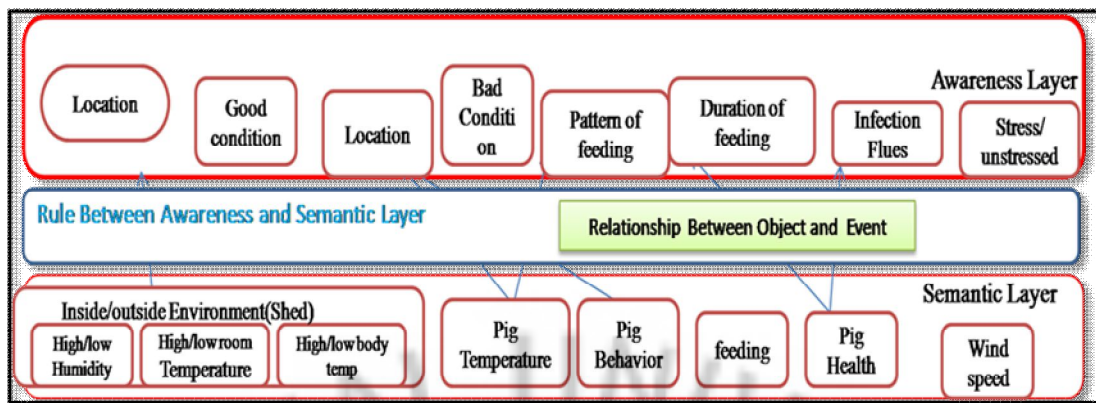 Awareness Layer
Location
Good
condition
Location
Bad
Conditi
on
Pattern of
feeding
Duration of
feeding
Infection
Flues
Stress/
unstressed
Rule Between Awareness and Semantic Layer
Relationship Between Object and Event
Semantic Layer
Inside/outside Environment(Shed)
High/low
Humidity
High/low room
Temperature
High/low body
temp
Pig
Temperature
Pig
Behavior
feeding
Pig
Health
Wind
speed